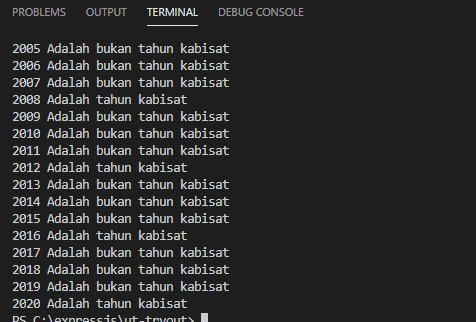 PROBLEMS OUTPUT TERMINAL DEBUG CONSOLE
2005 Adalah bukan tahun kabisat
2006 Adalah bukan tahun kabisat
2007 Adalah bukan tahun kabisat
2008 Adalah tahun kabisat
2009 Adalah bukan tahun kabisat
2010 Adalah bukan tahun kabisat
2011 Adalah bukan tahun kabisat
2012 Adalah tahun kabisat
2013 Adalah bukan tahun kabisat
2014 Adalah bukan tahun kabisat
2015 Adalah bukan tahun kabisat
2016 Adalah tahun kabisat
2017 Adalah bukan tahun kabisat
2018 Adalah bukan tahun kabisat
2019 Adalah bukan tahun kabisat
2020 Adalah tahun kabisat
PS C:\expressjs\ut-tryout>